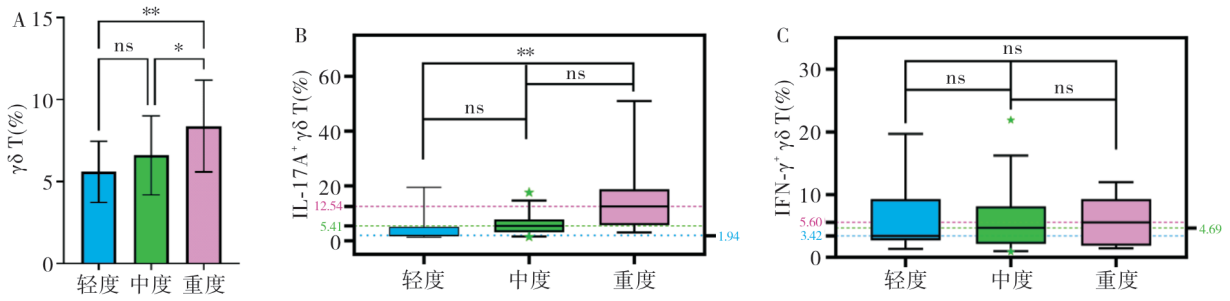 A
15
10
5
0
γδ T(%)
**
ns
*
轻度
中度
重度
B
60
40
20
0
IL-17A⁺ γδ T(%)
**
ns
ns
12.54
5.41
1.94
轻度
中度
重度
C
30
20
10
0
IFN-γ⁺ γδ T(%)
ns
ns
ns
5.60
3.42
4.69
轻度
中度
重度